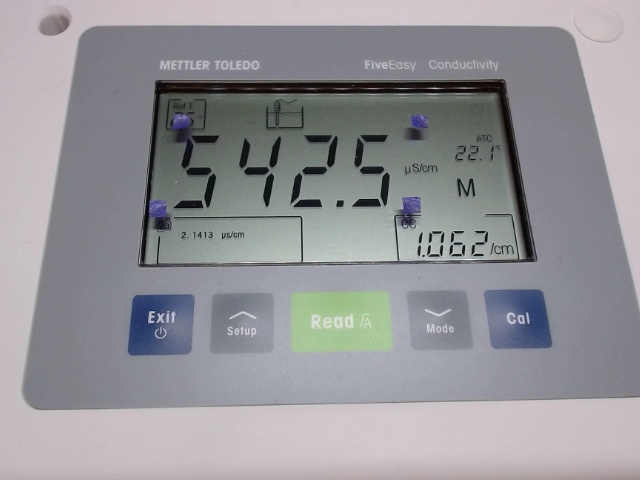 METTLER TOLEDO FiveEasy Conductivity
Ref T.
ATC
22.1°C
542.5 µS/cm
M
2. 1413 µs/cm
1.062/cm
Exit Setup Read /A Mode Cal